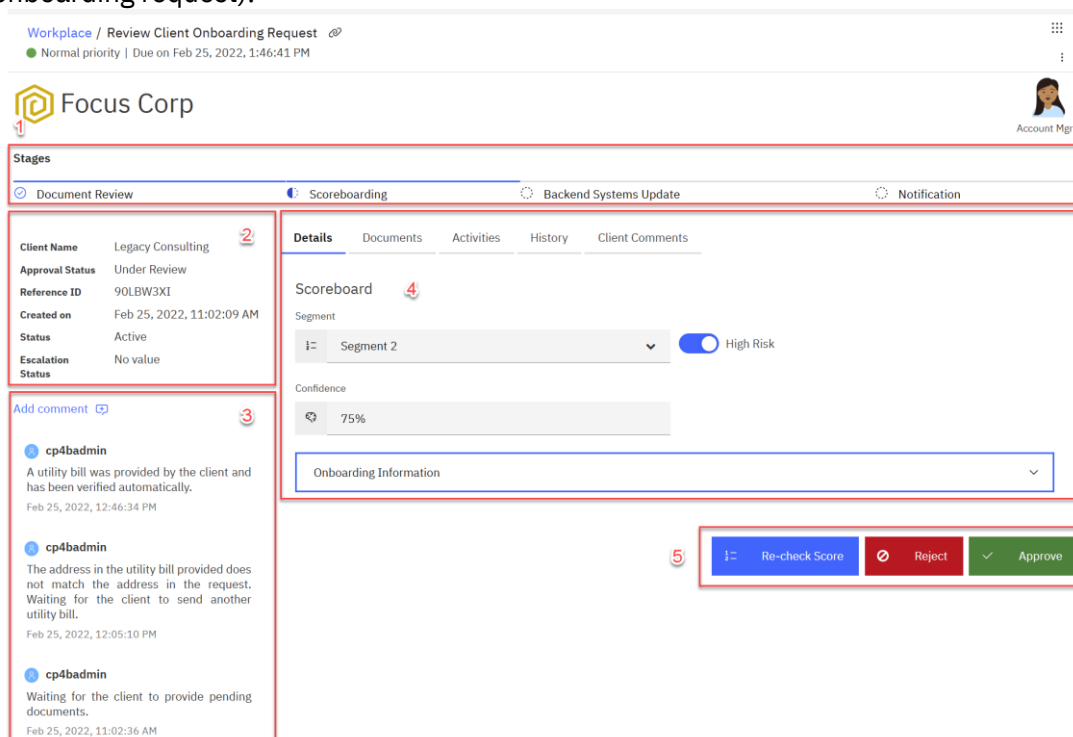 onboarding request).
Workplace / Review Client Onboarding Request
Normal priority | Due on Feb 25, 2022, 1:46:41 PM
Focus Corp
1
Account Mgr
Stages
Document Review
Scoreboarding
Backend Systems Update
Notification
2
Client Name Legacy Consulting
Approval Status Under Review
Reference ID 90LBW3XI
Created on Feb 25, 2022, 11:02:09 AM
Status Active
Escalation Status No value
3
Add comment
cp4badmin
A utility bill was provided by the client and
has been verified automatically.
Feb 25, 2022, 12:46:34 PM
cp4badmin
The address in the utility bill provided does
not match the address in the request.
Waiting for the client to send another
utility bill.
Feb 25, 2022, 12:05:10 PM
cp4badmin
Waiting for the client to provide pending
documents.
Feb 25, 2022, 11:02:36 AM
Details Documents Activities History Client Comments
Scoreboard
4
Segment
Segment 2
High Risk
Confidence
75%
Onboarding Information
5
Re-check Score
Reject
Approve